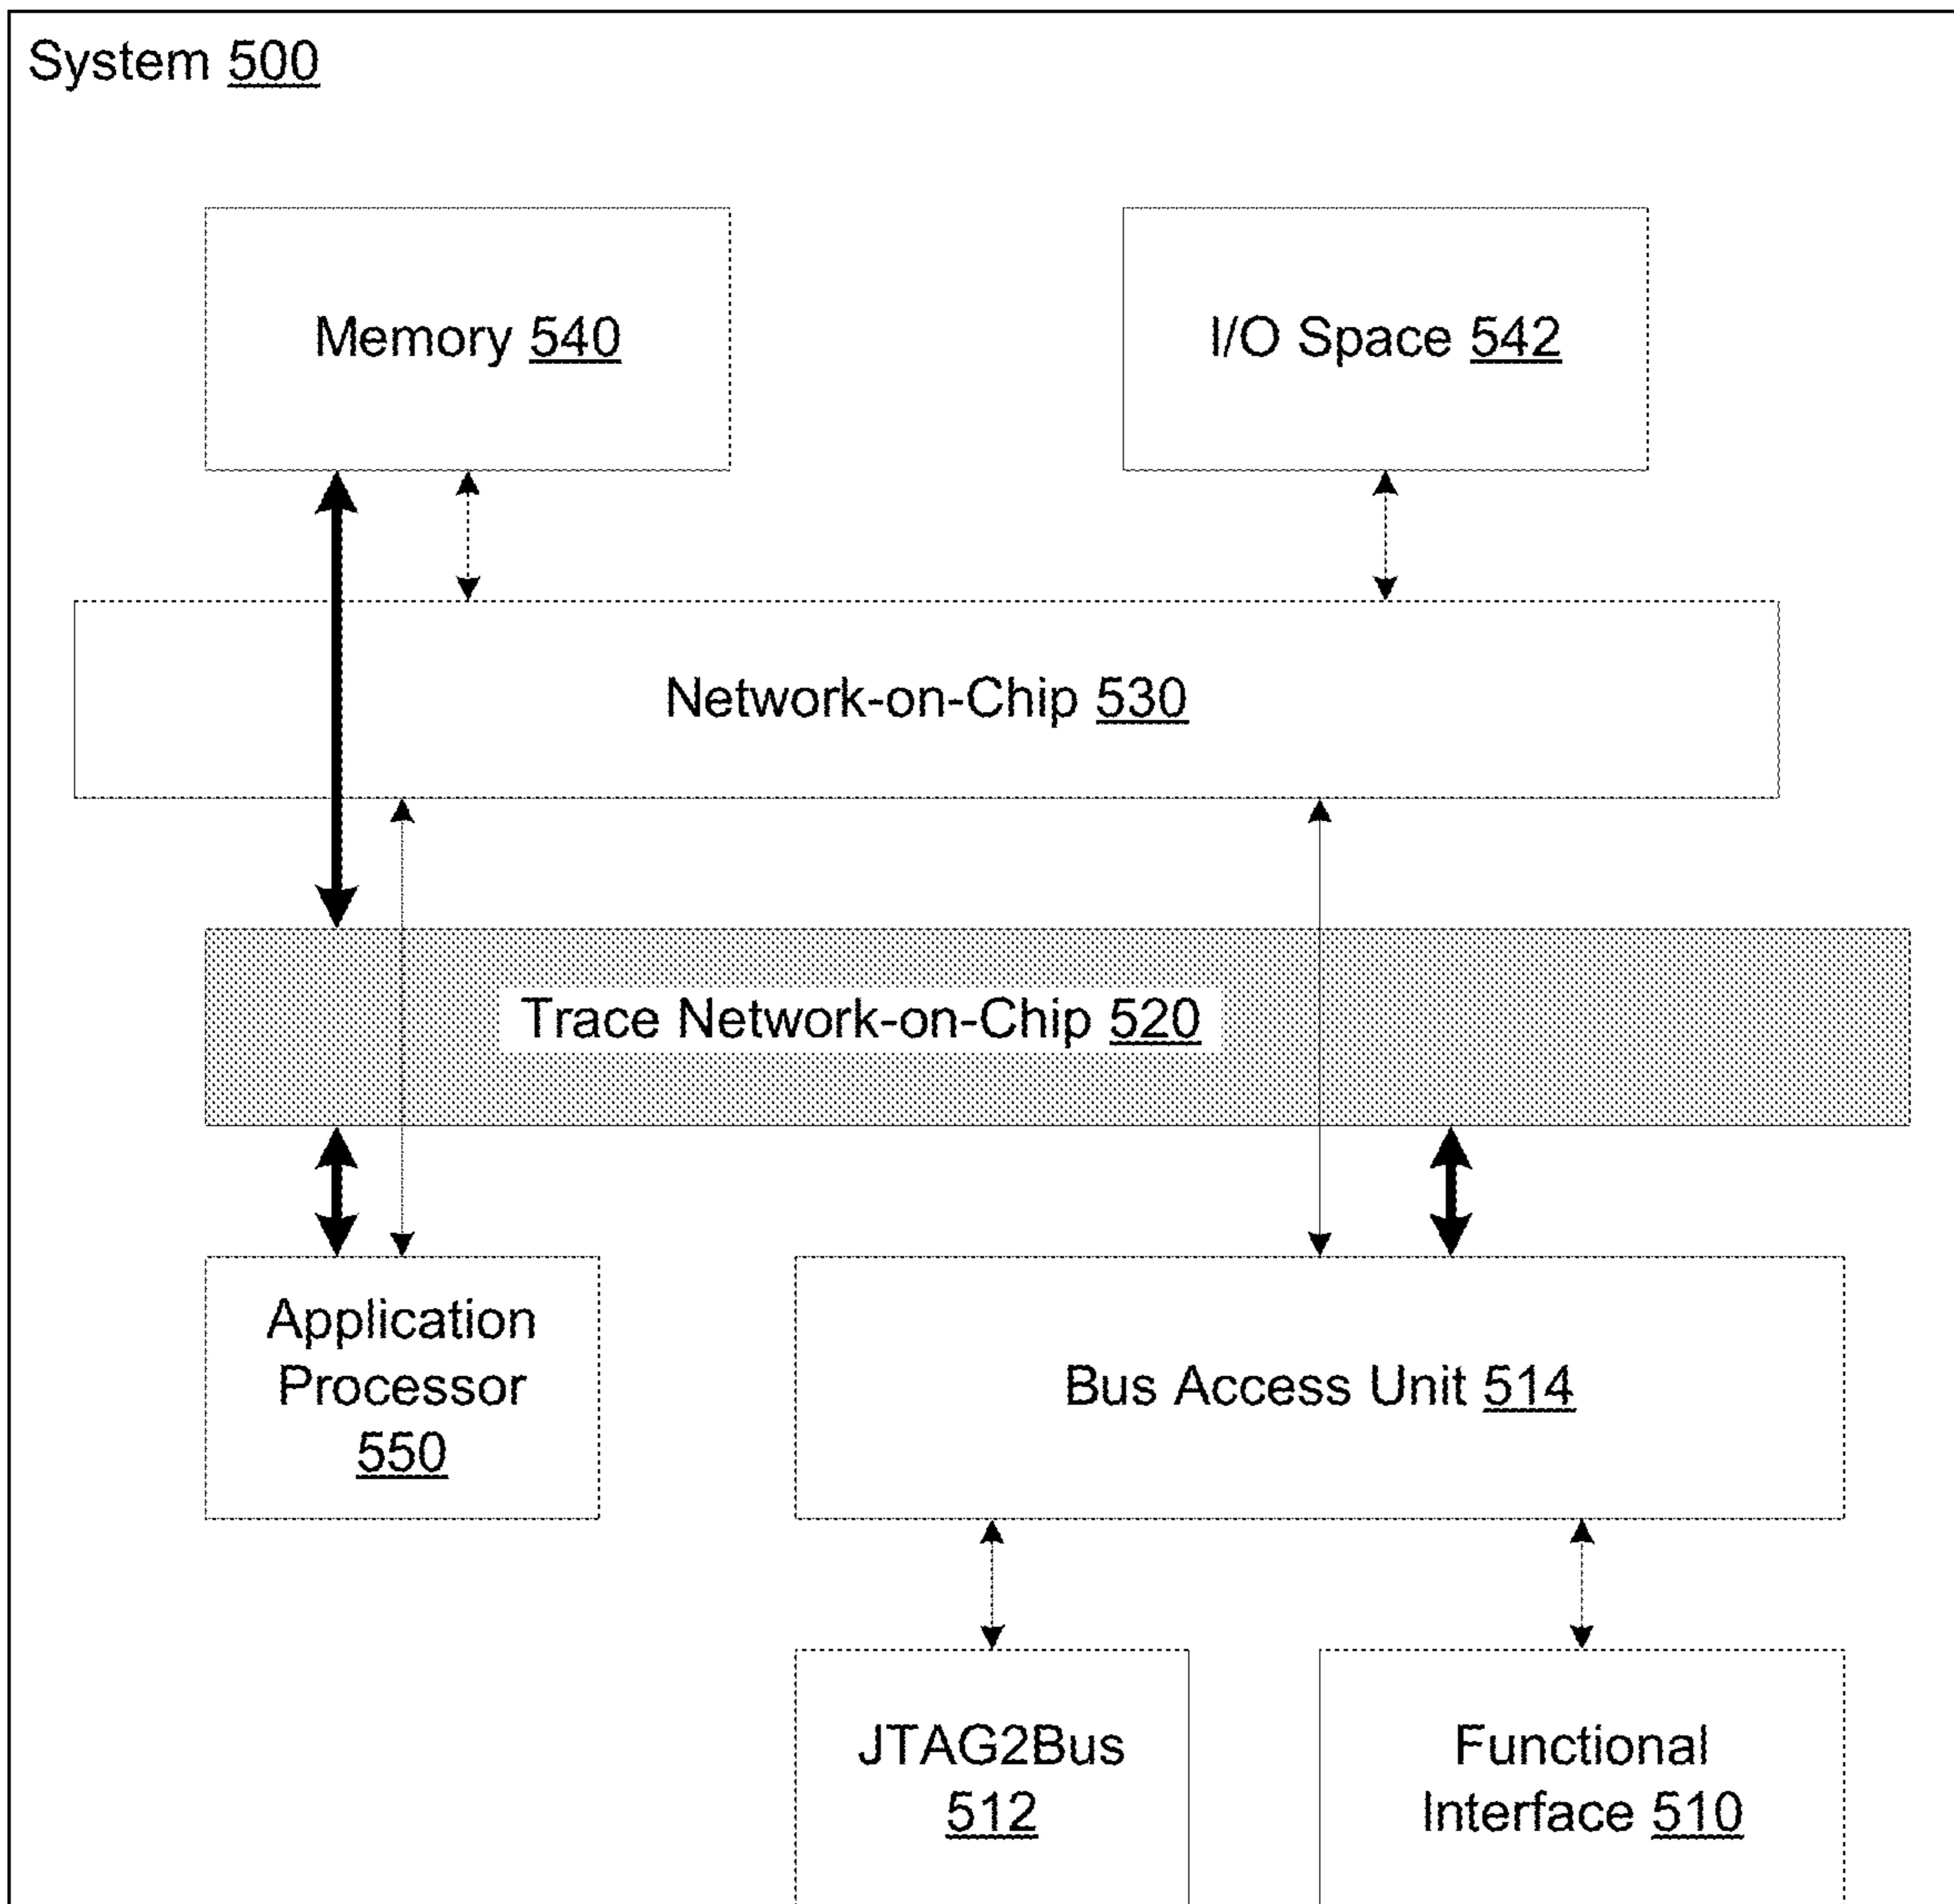 System 500
Memory 540
I/O Space 542
Network-on-Chip 530
Trace Network-on-Chip 520
Application
Processor
550
Bus Access Unit 514
JTAG2Bus
512
Functional
Interface 510